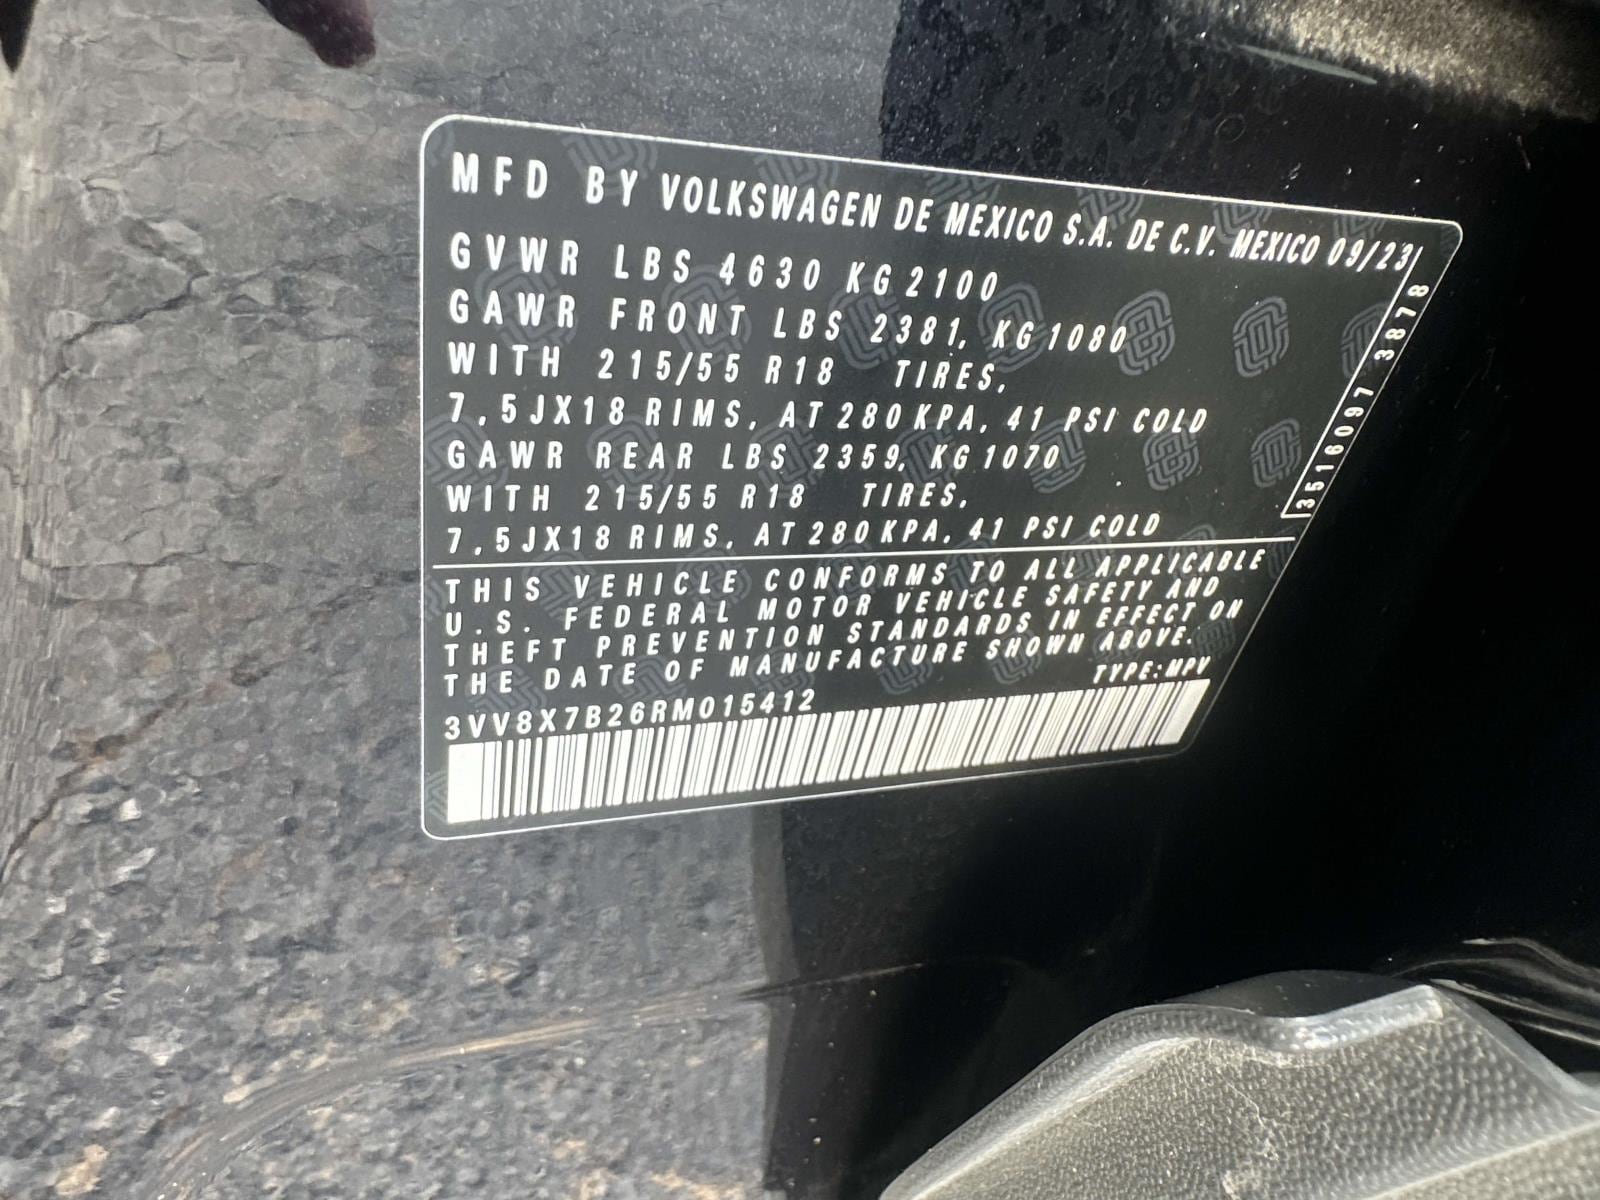 MFD BY VOLKSWAGEN DE MEXICO S.A. DE C.V. MEXICO 09/23
GVWR LBS 4630 KG 2100
GAWR FRONT LBS 2381, KG 1080
WITH 215/55 R18 TIRES,
7,5JX18 RIMS, AT 280 KPA, 41 PSI COLD
GAWR REAR LBS 2359, KG 1070
WITH 215/55 R18 TIRES,
7,5JX18 RIMS, AT 280 KPA, 41 PSI COLD
3516097 3878
THIS VEHICLE CONFORMS TO ALL APPLICABLE
U.S. FEDERAL MOTOR VEHICLE SAFETY AND
THEFT PREVENTION STANDARDS IN EFFECT ON
THE DATE OF MANUFACTURE SHOWN ABOVE.
TYPE:MPV
3VV8X7B26RM015412